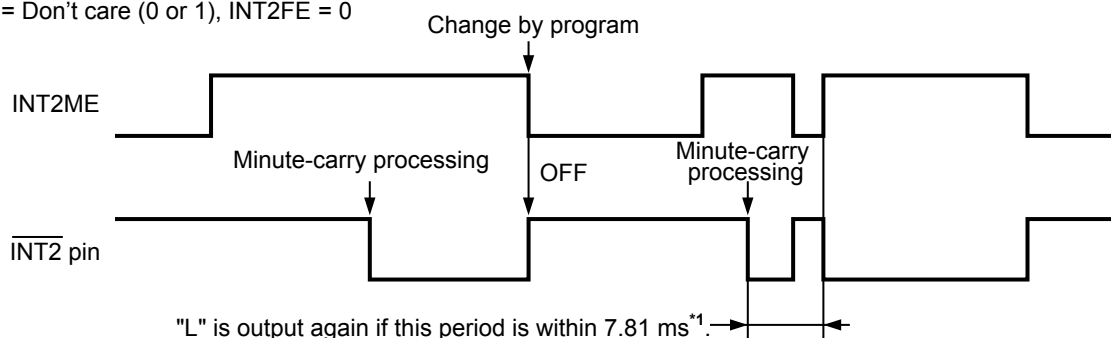 = Don't care (0 or 1), INT2FE = 0
Change by program
INT2ME
Minute-carry processing
OFF
Minute-carry
processing
INT2 pin
"L" is output again if this period is within 7.81 ms*1.